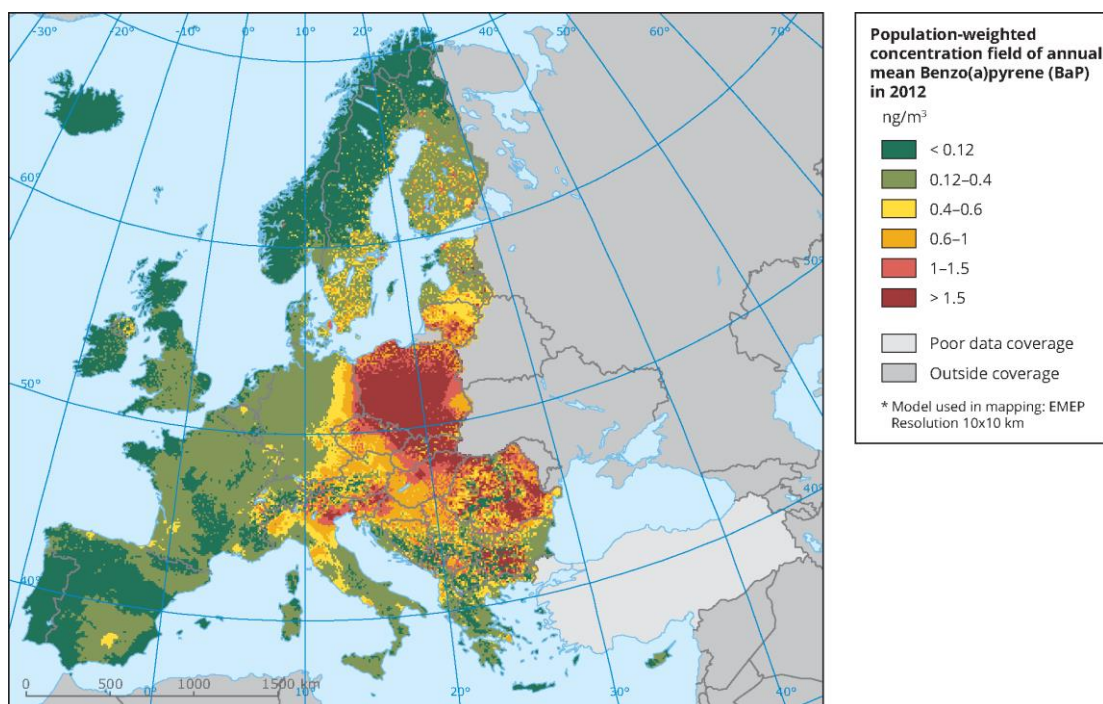 -30° -20° -10° 0° 10° 20° 30° 40° 50° 60° 70°
60°
50°
50°
40°
40°
0 500 1000 1500 km
0° 10° 20° 30° 40°
Population-weighted
concentration field of annual
mean Benzo(a)pyrene (BaP)
in 2012
ng/m³
< 0.12
0.12–0.4
0.4–0.6
0.6–1
1–1.5
> 1.5
Poor data coverage
Outside coverage
* Model used in mapping: EMEP
Resolution 10x10 km